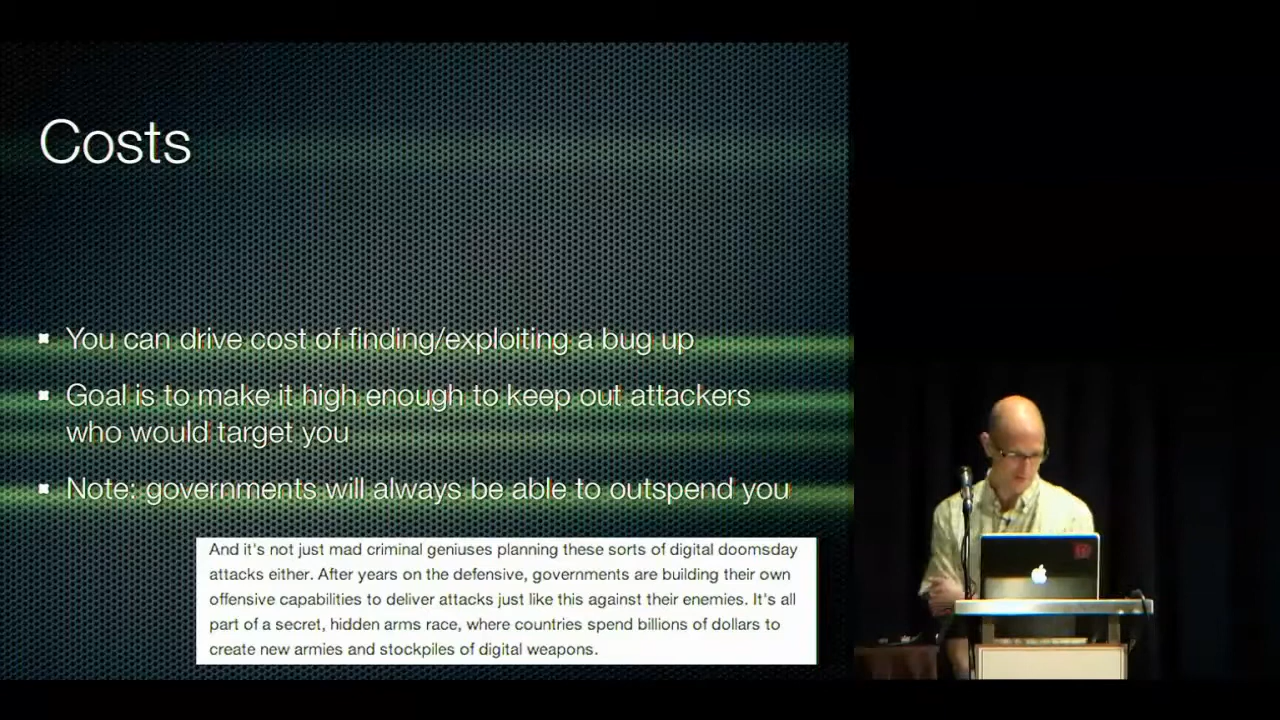 Costs
▪ You can drive cost of finding/exploiting a bug up
▪ Goal is to make it high enough to keep out attackers
who would target you
▪ Note: governments will always be able to outspend you
And it's not just mad criminal geniuses planning these sorts of digital doomsday
attacks either. After years on the defensive, governments are building their own
offensive capabilities to deliver attacks just like this against their enemies. It's all
part of a secret, hidden arms race, where countries spend billions of dollars to
create new armies and stockpiles of digital weapons.